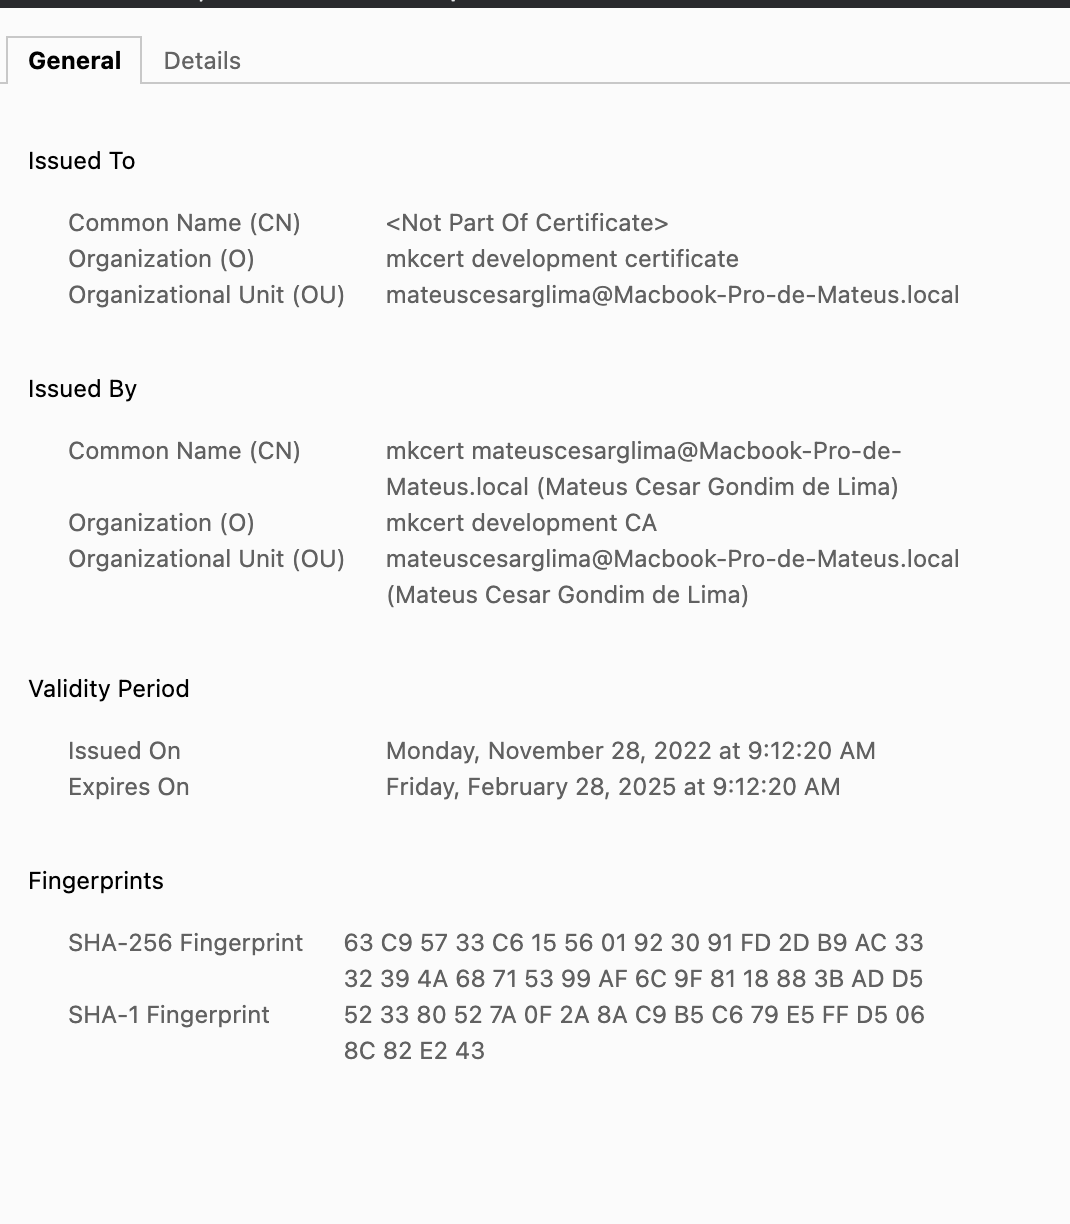 General
Details
Issued To
Common Name (CN) <Not Part Of Certificate>
Organization (O) mkcert development certificate
Organizational Unit (OU) mateuscesarglima@Macbook-Pro-de-Mateus.local
Issued By
Common Name (CN) mkcert mateuscesarglima@Macbook-Pro-de-
Mateus.local (Mateus Cesar Gondim de Lima)
Organization (O) mkcert development CA
Organizational Unit (OU) mateuscesarglima@Macbook-Pro-de-Mateus.local
(Mateus Cesar Gondim de Lima)
Validity Period
Issued On Monday, November 28, 2022 at 9:12:20 AM
Expires On Friday, February 28, 2025 at 9:12:20 AM
Fingerprints
SHA-256 Fingerprint 63 C9 57 33 C6 15 56 01 92 30 91 FD 2D B9 AC 33
32 39 4A 68 71 53 99 AF 6C 9F 81 18 88 3B AD D5
SHA-1 Fingerprint 52 33 80 52 7A 0F 2A 8A C9 B5 C6 79 E5 FF D5 06
8C 82 E2 43